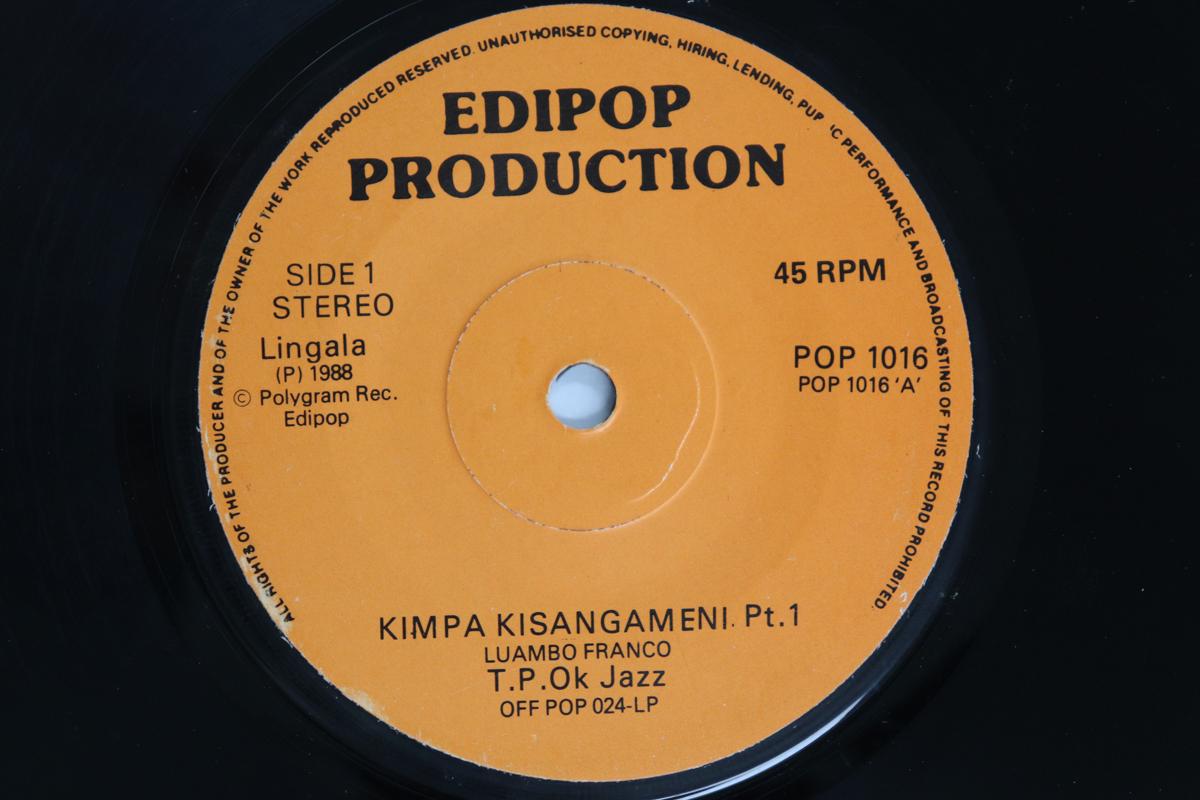 ALL RIGHTS OF THE PRODUCER AND OF THE OWNER OF THE WORK REPRODUCED RESERVED. UNAUTHORISED COPYING, HIRING, LENDING, PERFORMANCE AND BROADCASTING OF THIS RECORD PROHIBITED.
EDIPOP
PRODUCTION
SIDE 1
STEREO
Lingala
(P) 1988
© Polygram Rec.
Edipop
45 RPM
POP 1016
POP 1016 'A'
KIMPA KISANGAMENI. Pt.1
LUAMBO FRANCO
T.P.Ok Jazz
OFF POP 024-LP